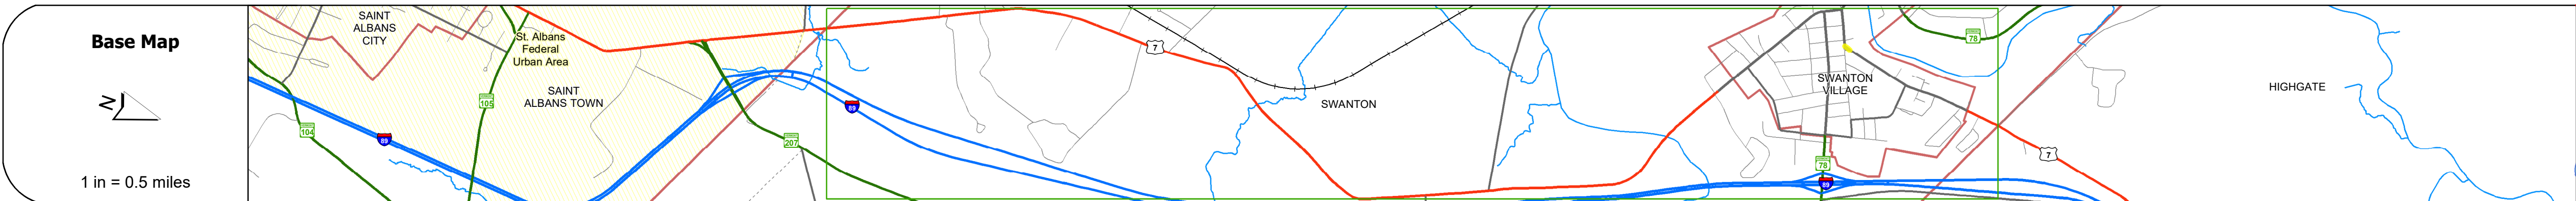 Base Map
N
1 in = 0.5 miles
SAINT
ALBANS
CITY
St. Albans
Federal
Urban Area
SAINT
ALBANS TOWN
104
89
105
207
89
7
SWANTON
SWANTON
VILLAGE
78
89
78
7
HIGHGATE